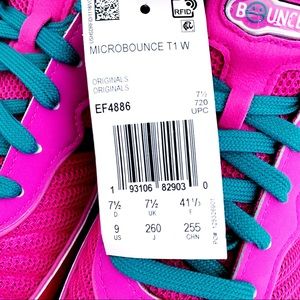 RFID
BOUNCE
MICROBOUNCE T1 W
ORIGINALS
ORIGINALS
EF4886
7½
720
UPC
1 93106 82903 0
7½ 7½ 41⅓
D UK F
9 260 255
US J CHN